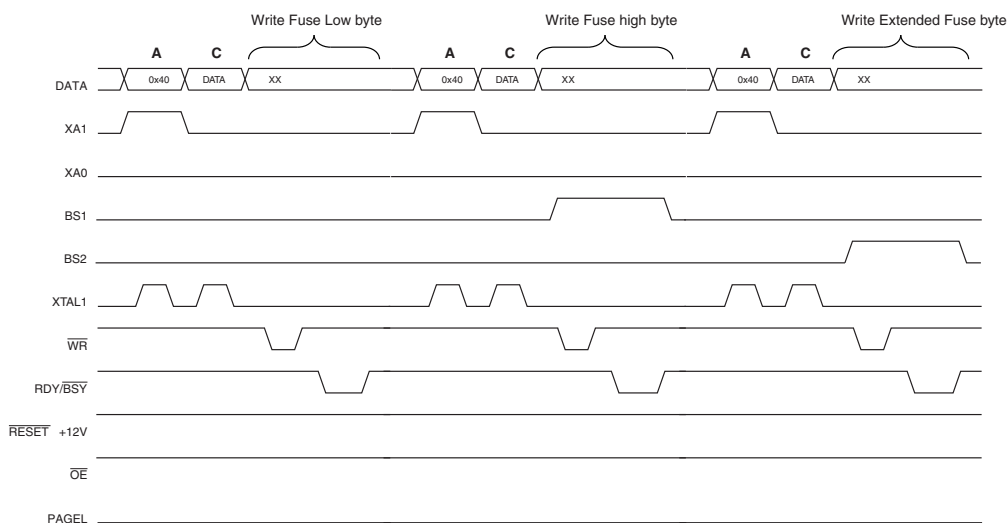 Write Fuse Low byte Write Fuse high byte Write Extended Fuse byte
A C A C A C
DATA 0x40 DATA XX 0x40 DATA XX 0x40 DATA XX
XA1
XA0
BS1
BS2
XTAL1
WR
RDY/BSY
RESET +12V
OE
PAGEL